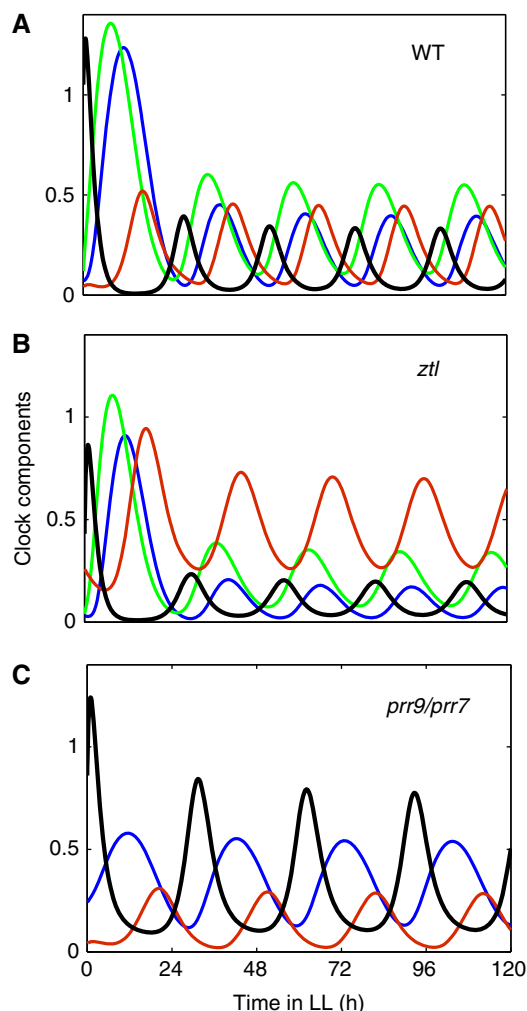 A
WT
1
0.5
0
B
ztl
1
0.5
0
Clock components
C
prr9/prr7
1
0.5
0
0 24 48 72 96 120
Time in LL (h)